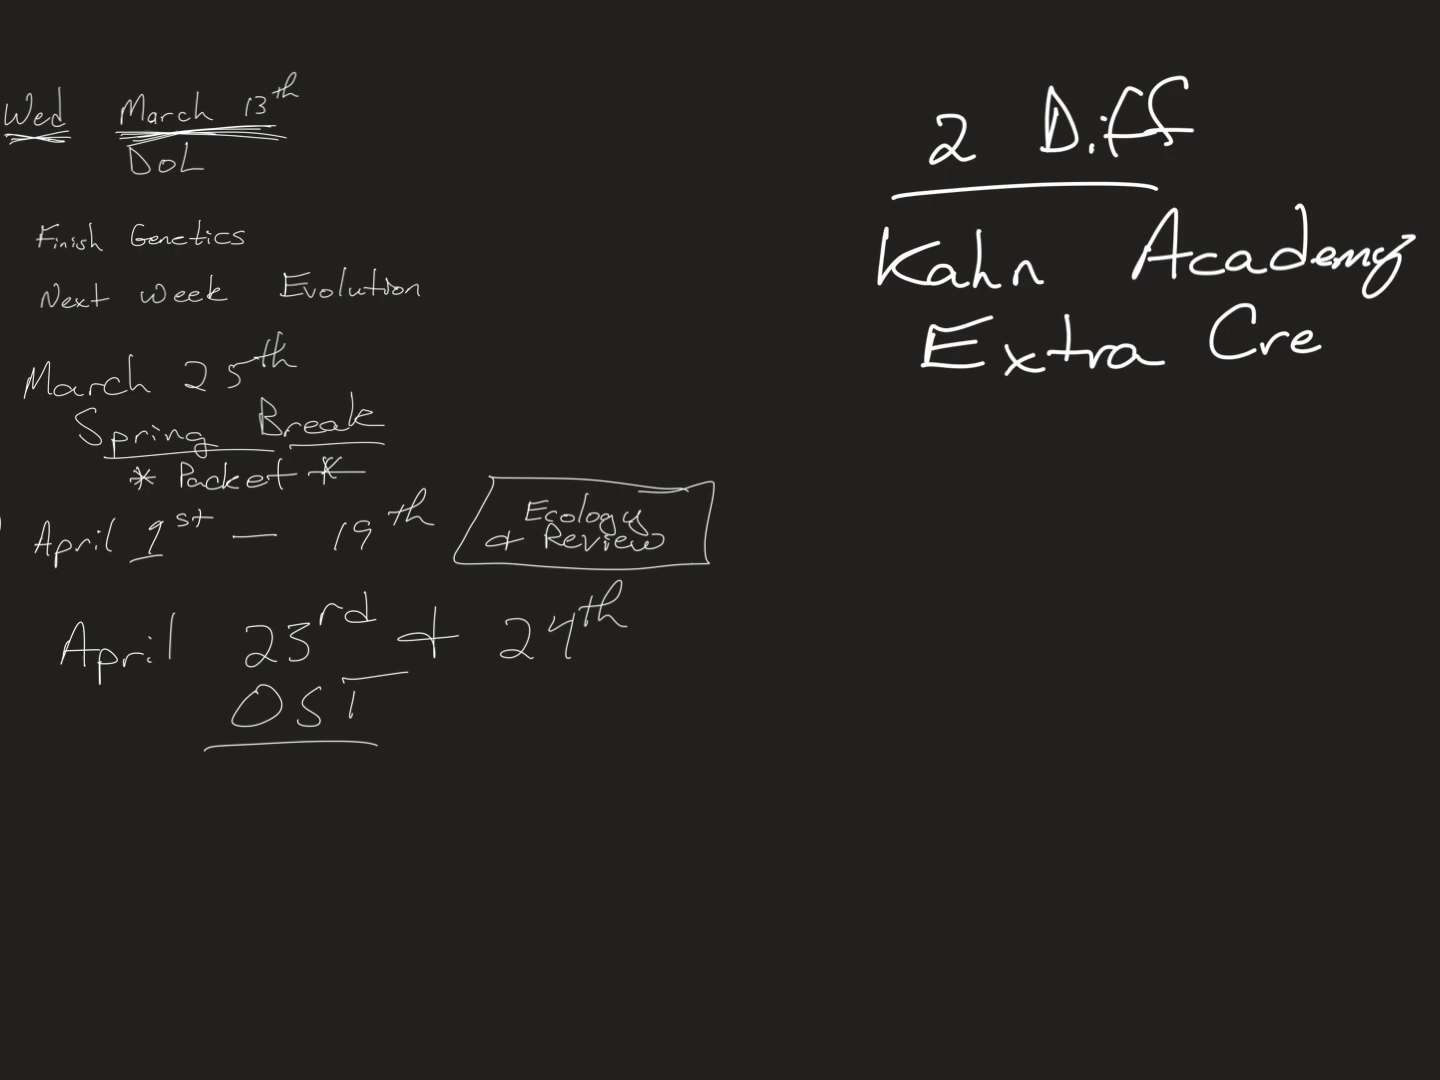 Wed March 13th
DOL
Finish Genetics
Next week Evolution
March 25th
Spring Break
* Packet *
April 1st — 19th
Ecology
+ Review
April 23rd + 24th
OST
2 Diff
Kahn Academy
Extra Cre